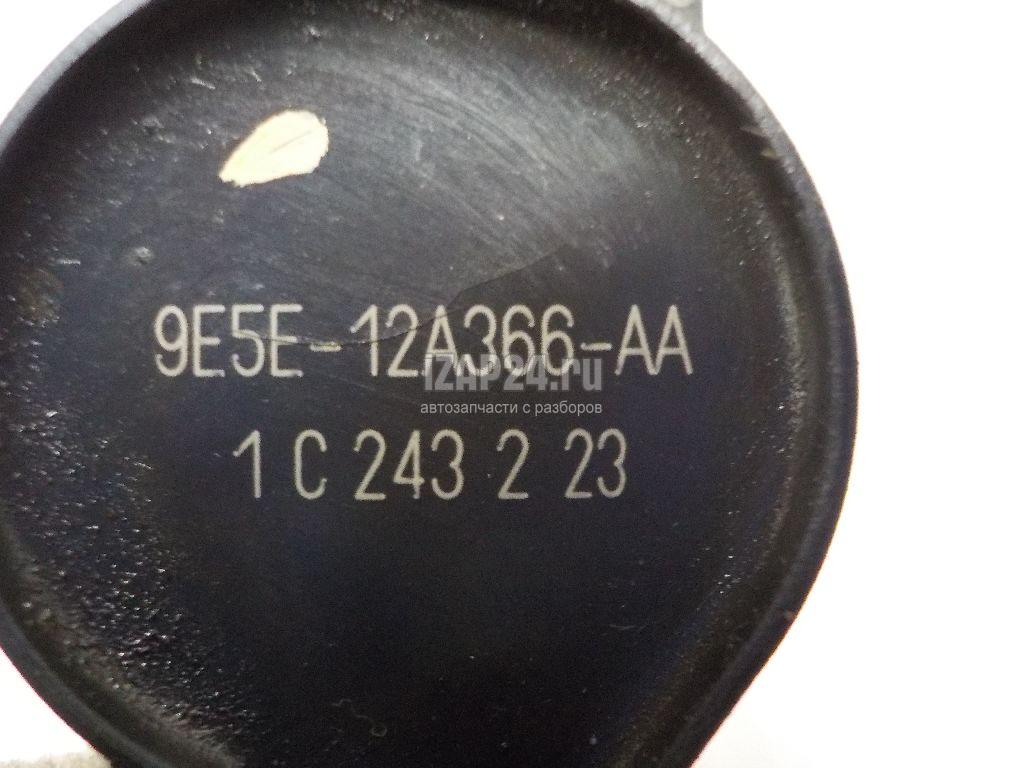 9E5E-12A366-AA
IZAP24.ru
автозапчасти с разборов
1 C 243 2 23